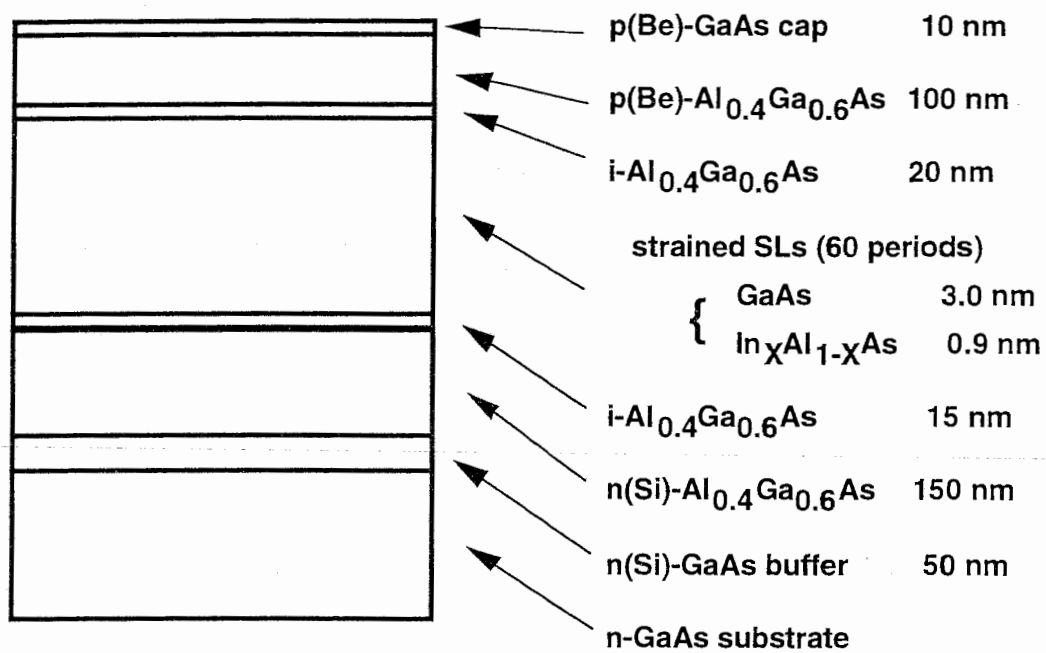 p(Be)-GaAs cap 10 nm
p(Be)-Al0.4Ga0.6As 100 nm
i-Al0.4Ga0.6As 20 nm
strained SLs (60 periods)
{ GaAs 3.0 nm
InXAl1-XAs 0.9 nm
i-Al0.4Ga0.6As 15 nm
n(Si)-Al0.4Ga0.6As 150 nm
n(Si)-GaAs buffer 50 nm
n-GaAs substrate